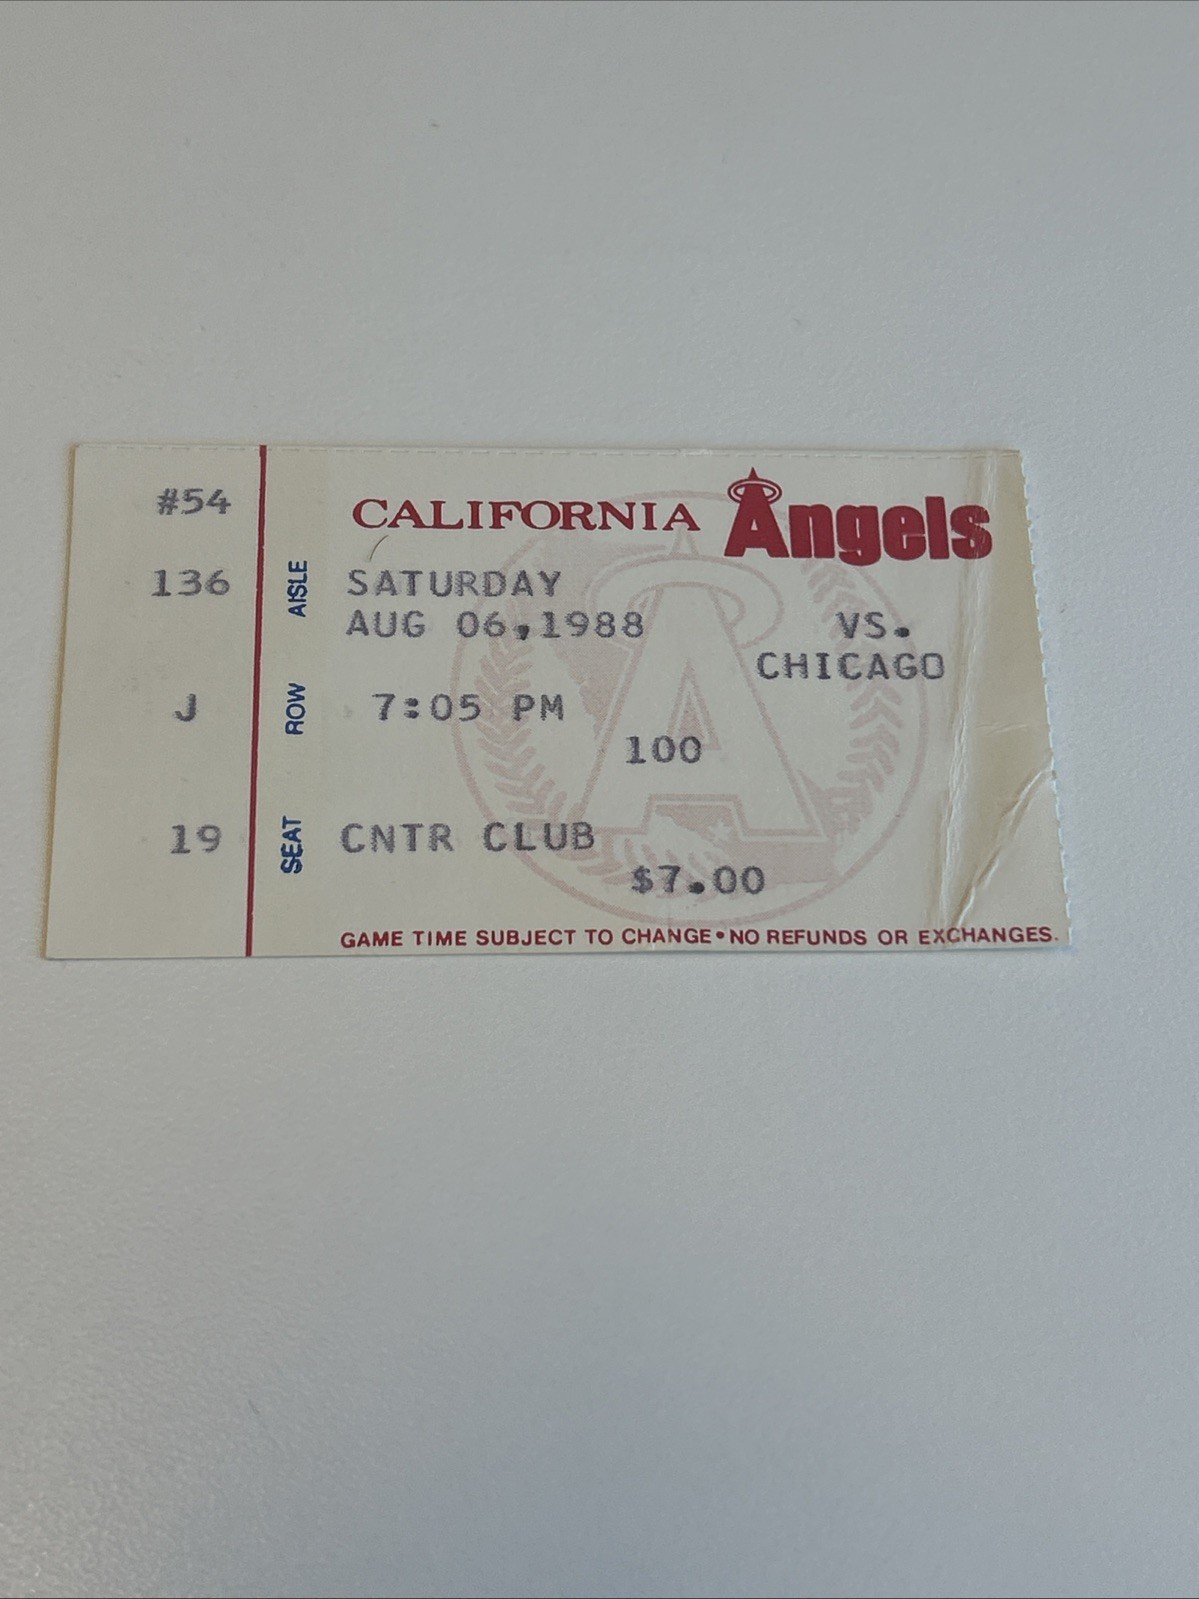 #54
CALIFORNIA Angels
136 AISLE SATURDAY
AUG 06,1988 VS.
CHICAGO
J ROW 7:05 PM
100
19 SEAT CNTR CLUB
$7.00
GAME TIME SUBJECT TO CHANGE•NO REFUNDS OR EXCHANGES.